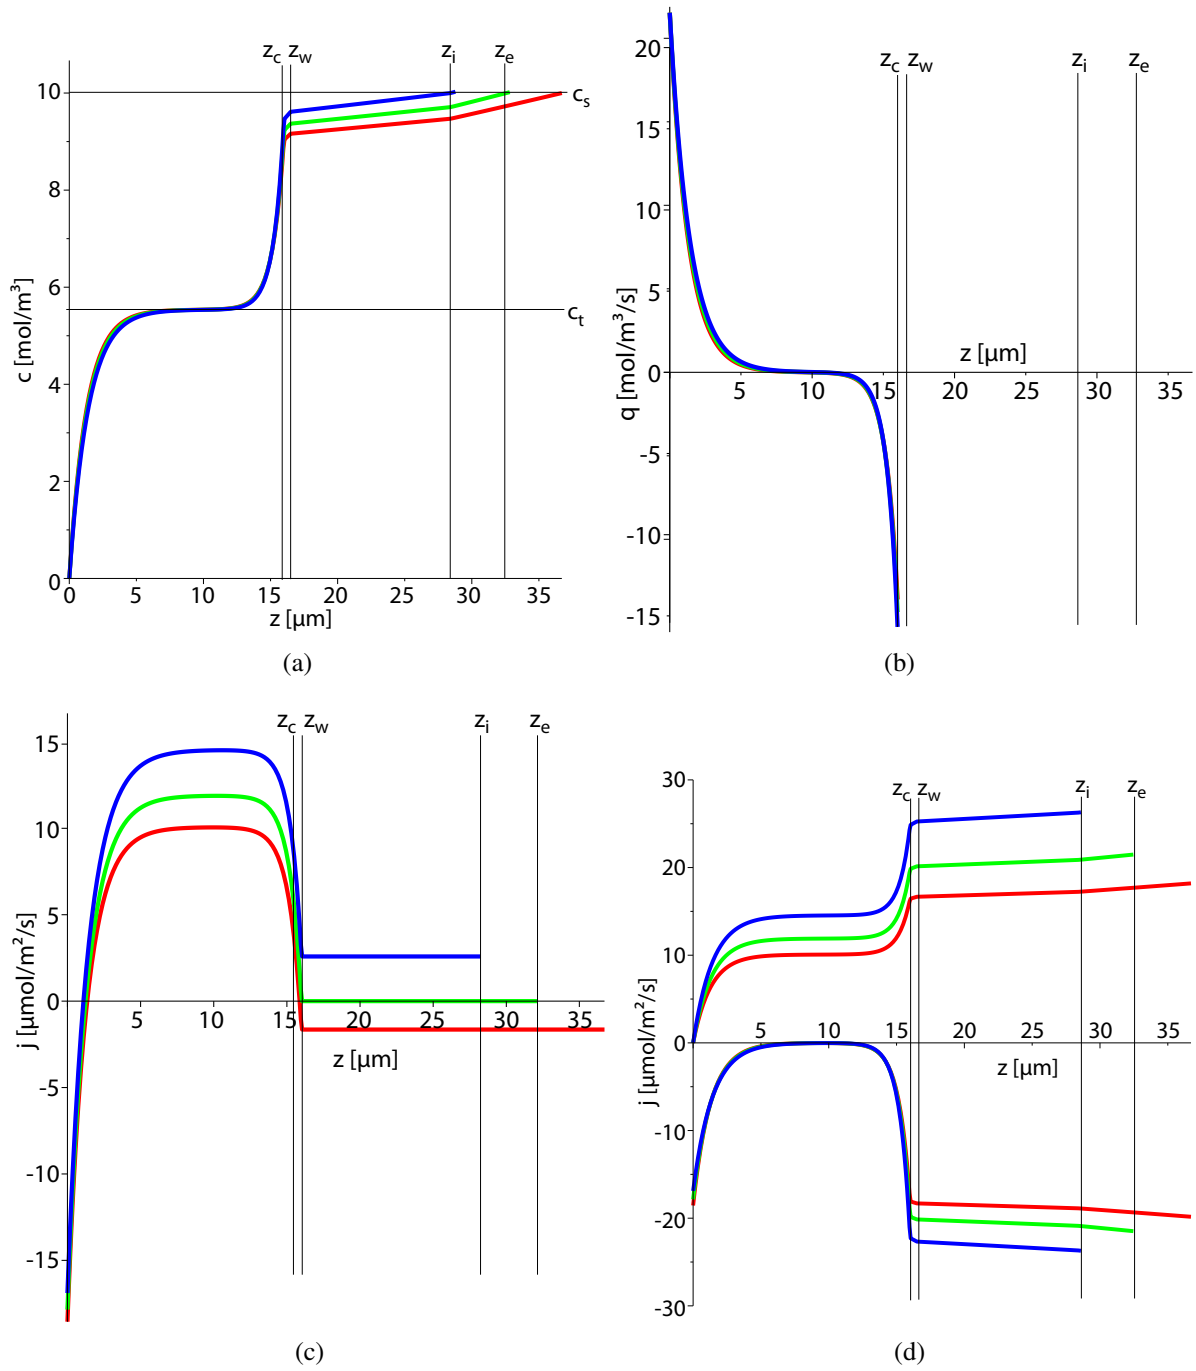 z_c z_w z_i z_e
10
c_s
8
c [mol/m³]
6
c_t
4
2
0
0 5 10 15 20 25 30 35
z [μm]
(a)
20
z_c z_w z_i z_e
15
10
5
q [mol/m³/s]
z [μm]
0
5 10 15 20 25 30 35
-5
-10
-15
(b)
z_c z_w z_i z_e
15
10
5
j [μmol/m²/s]
0
5 10 15 20 25 30 35
z [μm]
-5
-10
-15
(c)
30
z_c z_w z_i z_e
20
10
j [μmol/m²/s]
5 10 15 20 25 30 35
0
z [μm]
-10
-20
-30
(d)